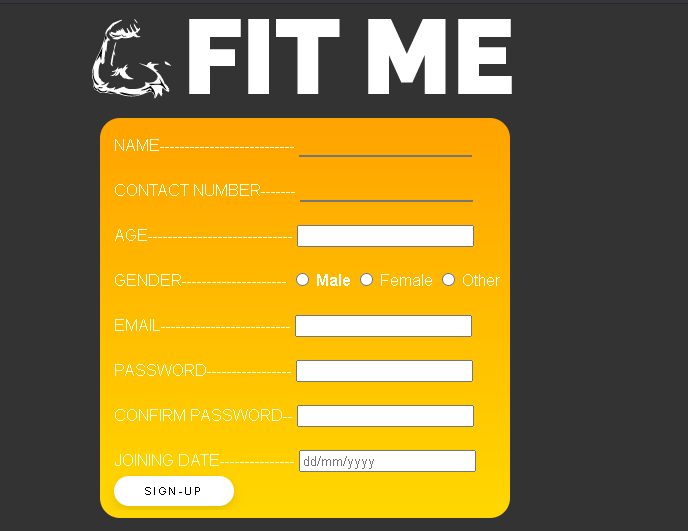 FIT ME
NAME---------------------------
CONTACT NUMBER-------
AGE-----------------------------
GENDER--------------------- Male Female Other
EMAIL--------------------------
PASSWORD-----------------
CONFIRM PASSWORD--
JOINING DATE--------------- dd/mm/yyyy
SIGN-UP